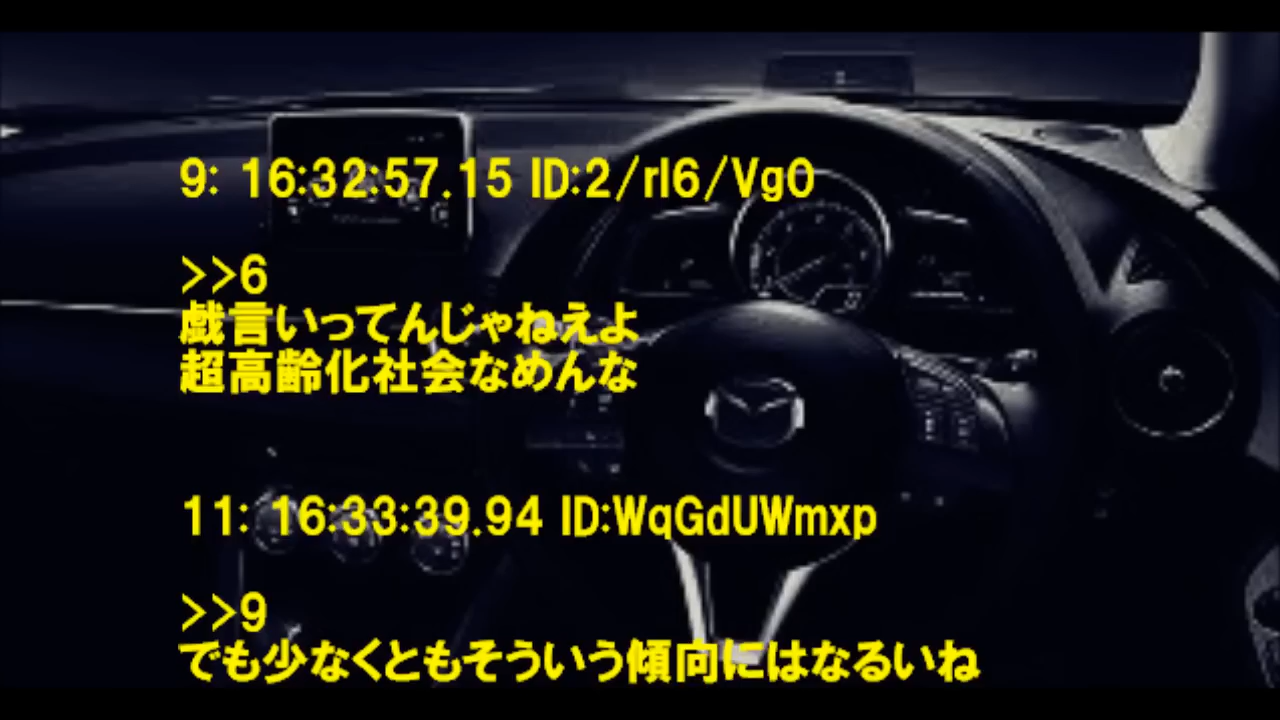 9: 16:32:57.15 ID:2/rl6/Vg0
>>6
戯言いってんじゃねえよ
超高齢化社会なめんな
11: 16:33:39.94 ID:WqGdUWmxp
>>9
でも少なくともそういう傾向にはなるいね